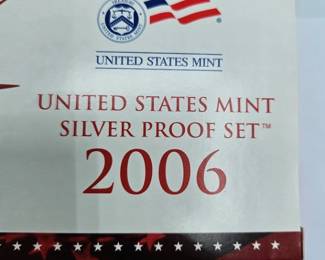 UNITED STATES MINT
UNITED STATES MINT
SILVER PROOF SET™
2006